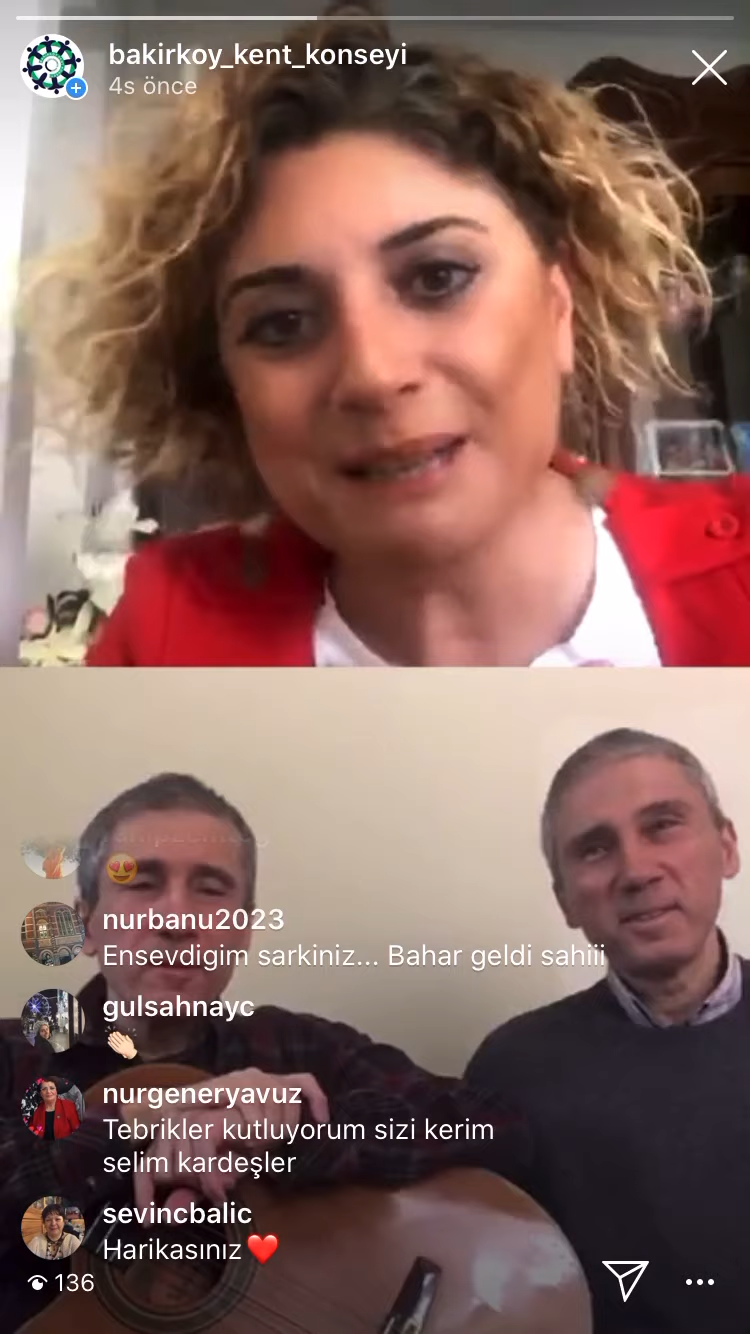 bakirkoy_kent_konseyi
4s önce
😍
nurbanu2023
Ensevdigim sarkiniz... Bahar geldi sahiii
gulsahnayc
👏🏻
nurgeneryavuz
Tebrikler kutluyorum sizi kerim
selim kardeşler
sevincbalic
Harikasınız❤️
136